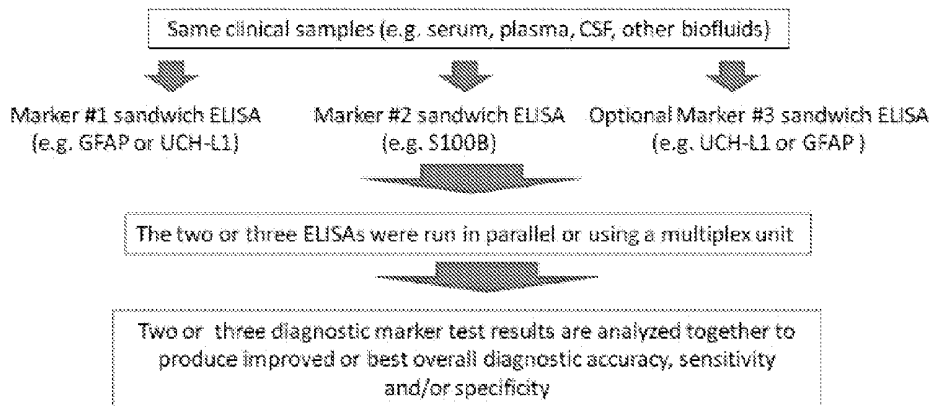 Same clinical samples (e.g. serum, plasma, CSF, other biofluids)
Marker #1 sandwich ELISA
(e.g. GFAP or UCH-L1)
Marker #2 sandwich ELISA
(e.g. S100B)
Optional Marker #3 sandwich ELISA
(e.g. UCH-L1 or GFAP )
The two or three ELISAs were run in parallel or using a multiplex unit
Two or three diagnostic marker test results are analyzed together to
produce improved or best overall diagnostic accuracy, sensitivity
and/or specificity